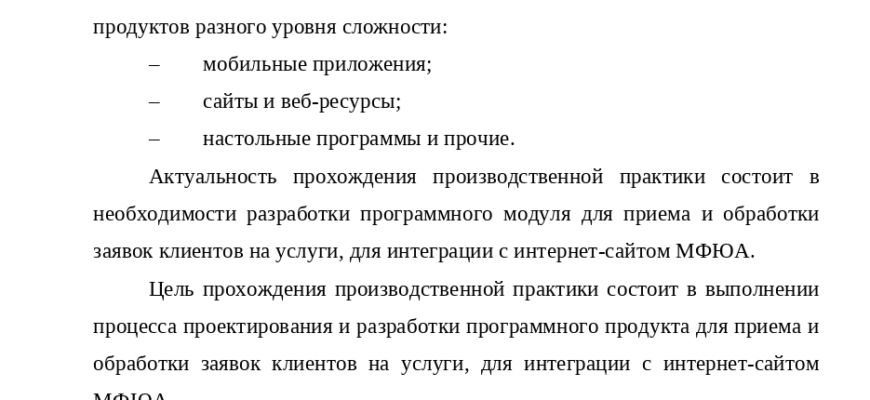 продуктов разного уровня сложности:
– мобильные приложения;
– сайты и веб-ресурсы;
– настольные программы и прочие.
Актуальность прохождения производственной практики состоит в
необходимости разработки программного модуля для приема и обработки
заявок клиентов на услуги, для интеграции с интернет-сайтом МФЮА.
Цель прохождения производственной практики состоит в выполнении
процесса проектирования и разработки программного продукта для приема и
обработки заявок клиентов на услуги, для интеграции с интернет-сайтом
МФЮА